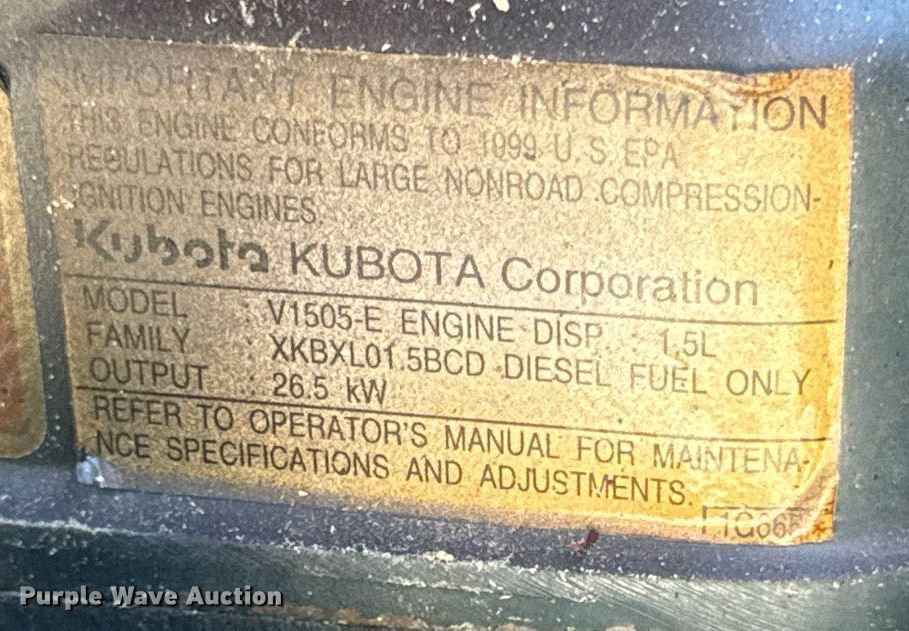 IMPORTANT ENGINE INFORMATION
THIS ENGINE CONFORMS TO 1999 U.S EPA
REGULATIONS FOR LARGE NONROAD COMPRESSION-
IGNITION ENGINES.
Kubota KUBOTA Corporation
MODEL : V1505-E ENGINE DISP. : 1.5L
FAMILY : XKBXL01.5BCD DIESEL FUEL ONLY
OUTPUT : 26.5 kW
REFER TO OPERATOR'S MANUAL FOR MAINTENA-
NCE SPECIFICATIONS AND ADJUSTMENTS.
Purple Wave Auction